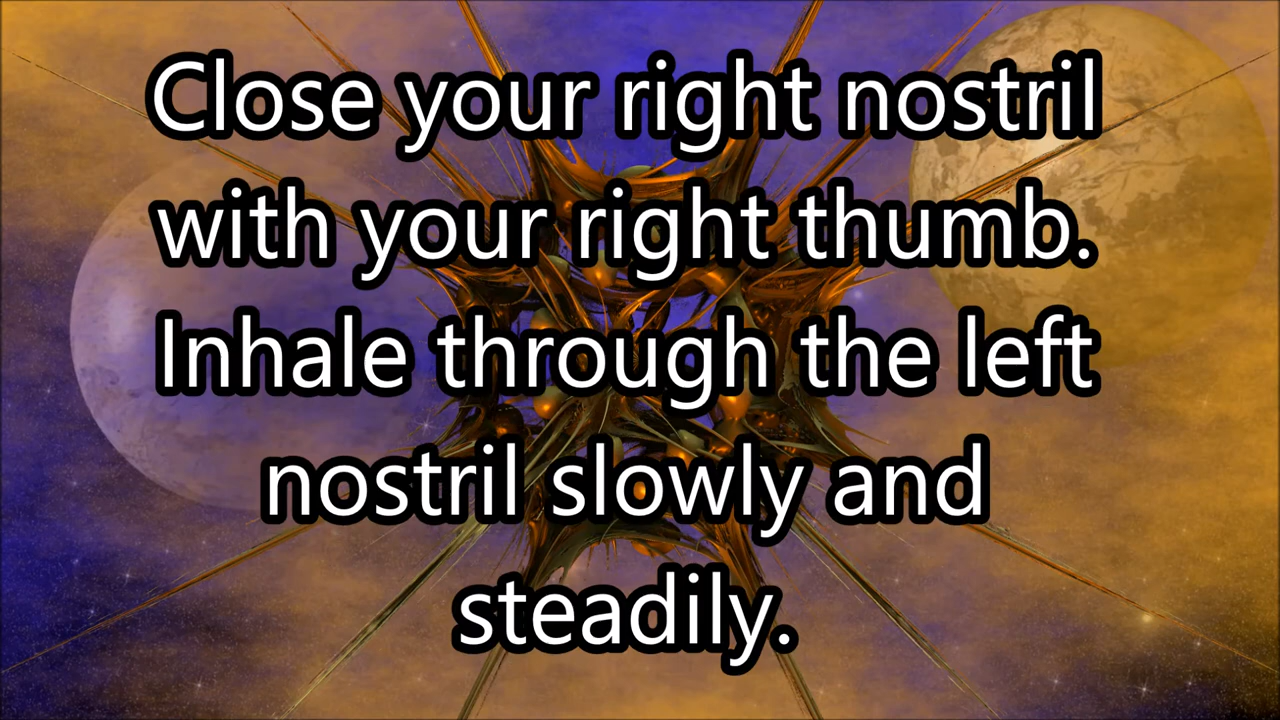 Close your right nostril
with your right thumb.
Inhale through the left
nostril slowly and
steadily.